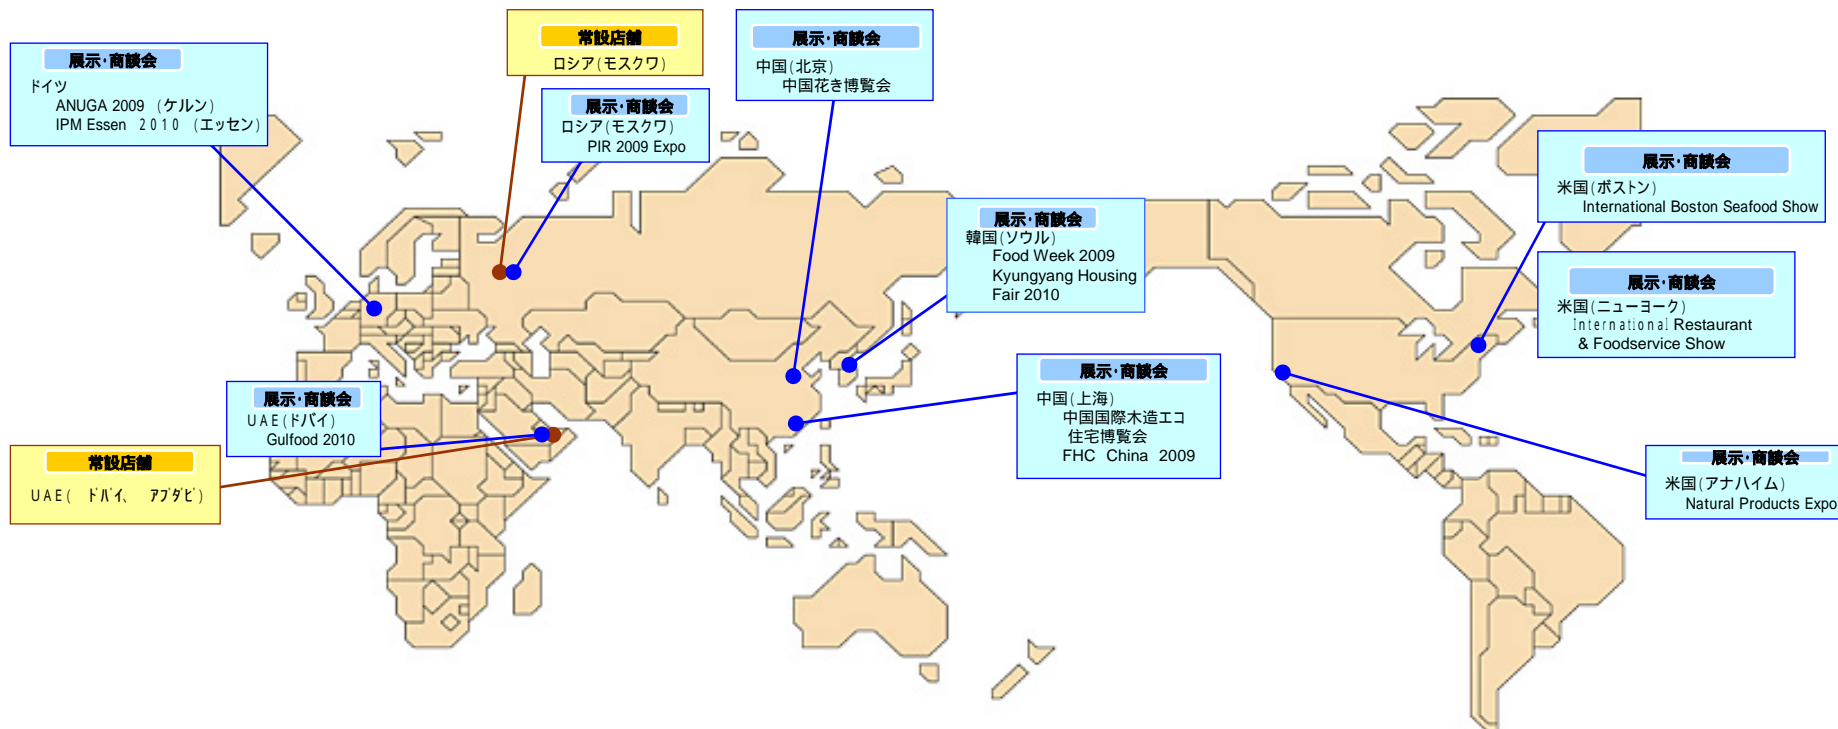 展示・商談会
ドイツ
ANUGA 2009 (ケルン)
IPM Essen ２０１０ (エッセン)
常設店舗
ロシア(モスクワ)
展示・商談会
ロシア(モスクワ)
PIR 2009 Expo
展示・商談会
中国(北京)
中国花き博覧会
展示・商談会
韓国(ソウル)
Food Week 2009
Kyungyang Housing
Fair 2010
展示・商談会
米国(ボストン)
International Boston Seafood Show
展示・商談会
米国(ニューヨーク)
International Restaurant
& Foodservice Show
展示・商談会
UAE(ドバイ)
Gulfood 2010
常設店舗
UAE( ドバイ、 アブダビ)
展示・商談会
中国(上海)
中国国際木造エコ
住宅博覧会
FHC China 2009
展示・商談会
米国(アナハイム)
Natural Products Expo